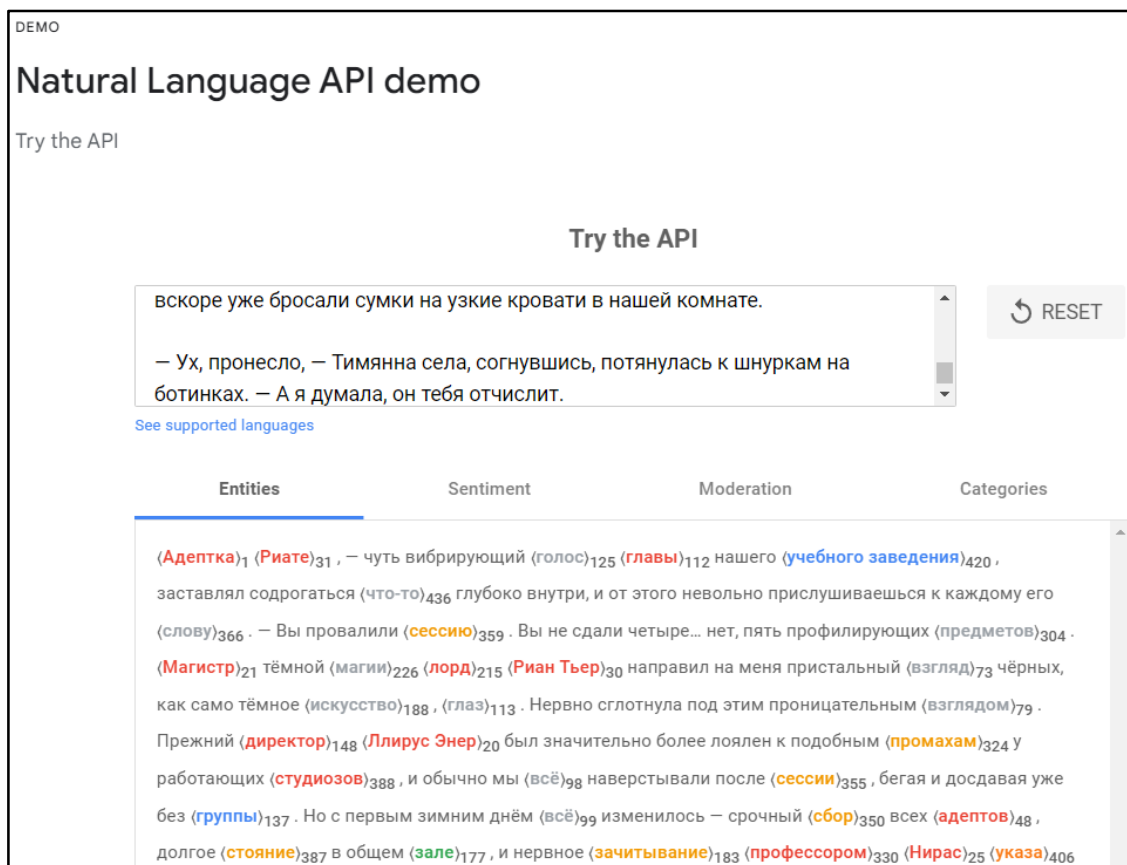 DEMO
Natural Language API demo
Try the API
Try the API
вскоре уже бросали сумки на узкие кровати в нашей комнате.
— Ух, пронесло, — Тимянна села, согнувшись, потянулась к шнуркам на
ботинках. — А я думала, он тебя отчислит.
RESET
See supported languages
Entities Sentiment Moderation Categories
⟨Адептка⟩1 ⟨Риате⟩31 , — чуть вибрирующий ⟨голос⟩125 ⟨главы⟩112 нашего ⟨учебного заведения⟩420 ,
заставлял содрогаться ⟨что-то⟩436 глубоко внутри, и от этого невольно прислушиваешься к каждому его
⟨слову⟩366 . — Вы провалили ⟨сессию⟩359 . Вы не сдали четыре… нет, пять профилирующих ⟨предметов⟩304 .
⟨Магистр⟩21 тёмной ⟨магии⟩226 ⟨лорд⟩215 ⟨Риан Тьер⟩30 направил на меня пристальный ⟨взгляд⟩73 чёрных,
как само тёмное ⟨искусство⟩188 , ⟨глаз⟩113 . Нервно сглотнула под этим проницательным ⟨взглядом⟩79 .
Прежний ⟨директор⟩148 ⟨Ллирус Энер⟩20 был значительно более лоялен к подобным ⟨промахам⟩324 у
работающих ⟨студиозов⟩388 , и обычно мы ⟨всё⟩98 наверстывали после ⟨сессии⟩355 , бегая и досдавая уже
без ⟨группы⟩137 . Но с первым зимним днём ⟨всё⟩99 изменилось — срочный ⟨сбор⟩350 всех ⟨адептов⟩48 ,
долгое ⟨стояние⟩387 в общем ⟨зале⟩177 , и нервное ⟨зачитывание⟩183 ⟨профессором⟩330 ⟨Нирас⟩25 ⟨указа⟩406